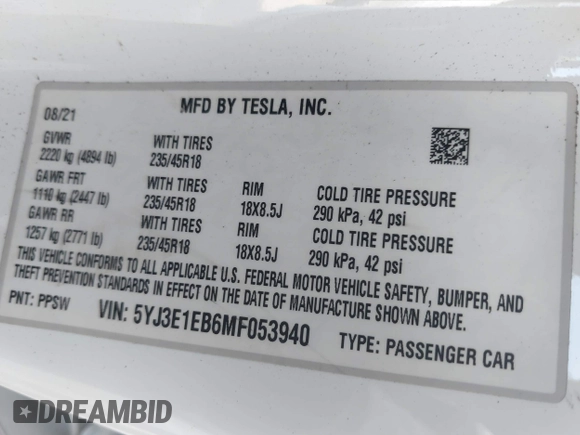 08/21 MFD BY TESLA, INC.
GVWR WITH TIRES
2220 kg (4894 lb) 235/45R18
GAWR FRT WITH TIRES RIM COLD TIRE PRESSURE
1110 kg (2447 lb) 235/45R18 18X8.5J 290 kPa, 42 psi
GAWR RR WITH TIRES RIM COLD TIRE PRESSURE
1257 kg (2771 lb) 235/45R18 18X8.5J 290 kPa, 42 psi
THIS VEHICLE CONFORMS TO ALL APPLICABLE U.S. FEDERAL MOTOR VEHICLE SAFETY, BUMPER, AND
THEFT PREVENTION STANDARDS IN EFFECT ON THE DATE OF MANUFACTURE SHOWN ABOVE.
PNT: PPSW VIN: 5YJ3E1EB6MF053940 TYPE: PASSENGER CAR
DREAMBID